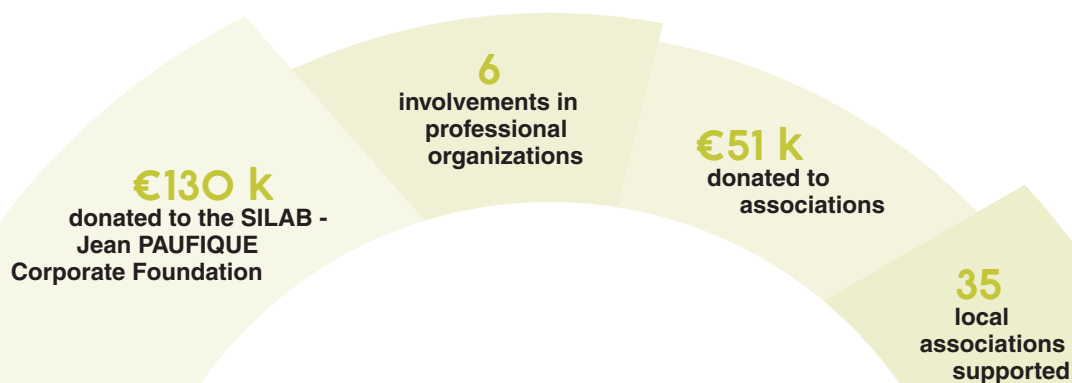 €130 k
donated to the SILAB -
Jean PAUFIQUE
Corporate Foundation
6
involvements in
professional
organizations
€51 k
donated to
associations
35
local
associations
supported